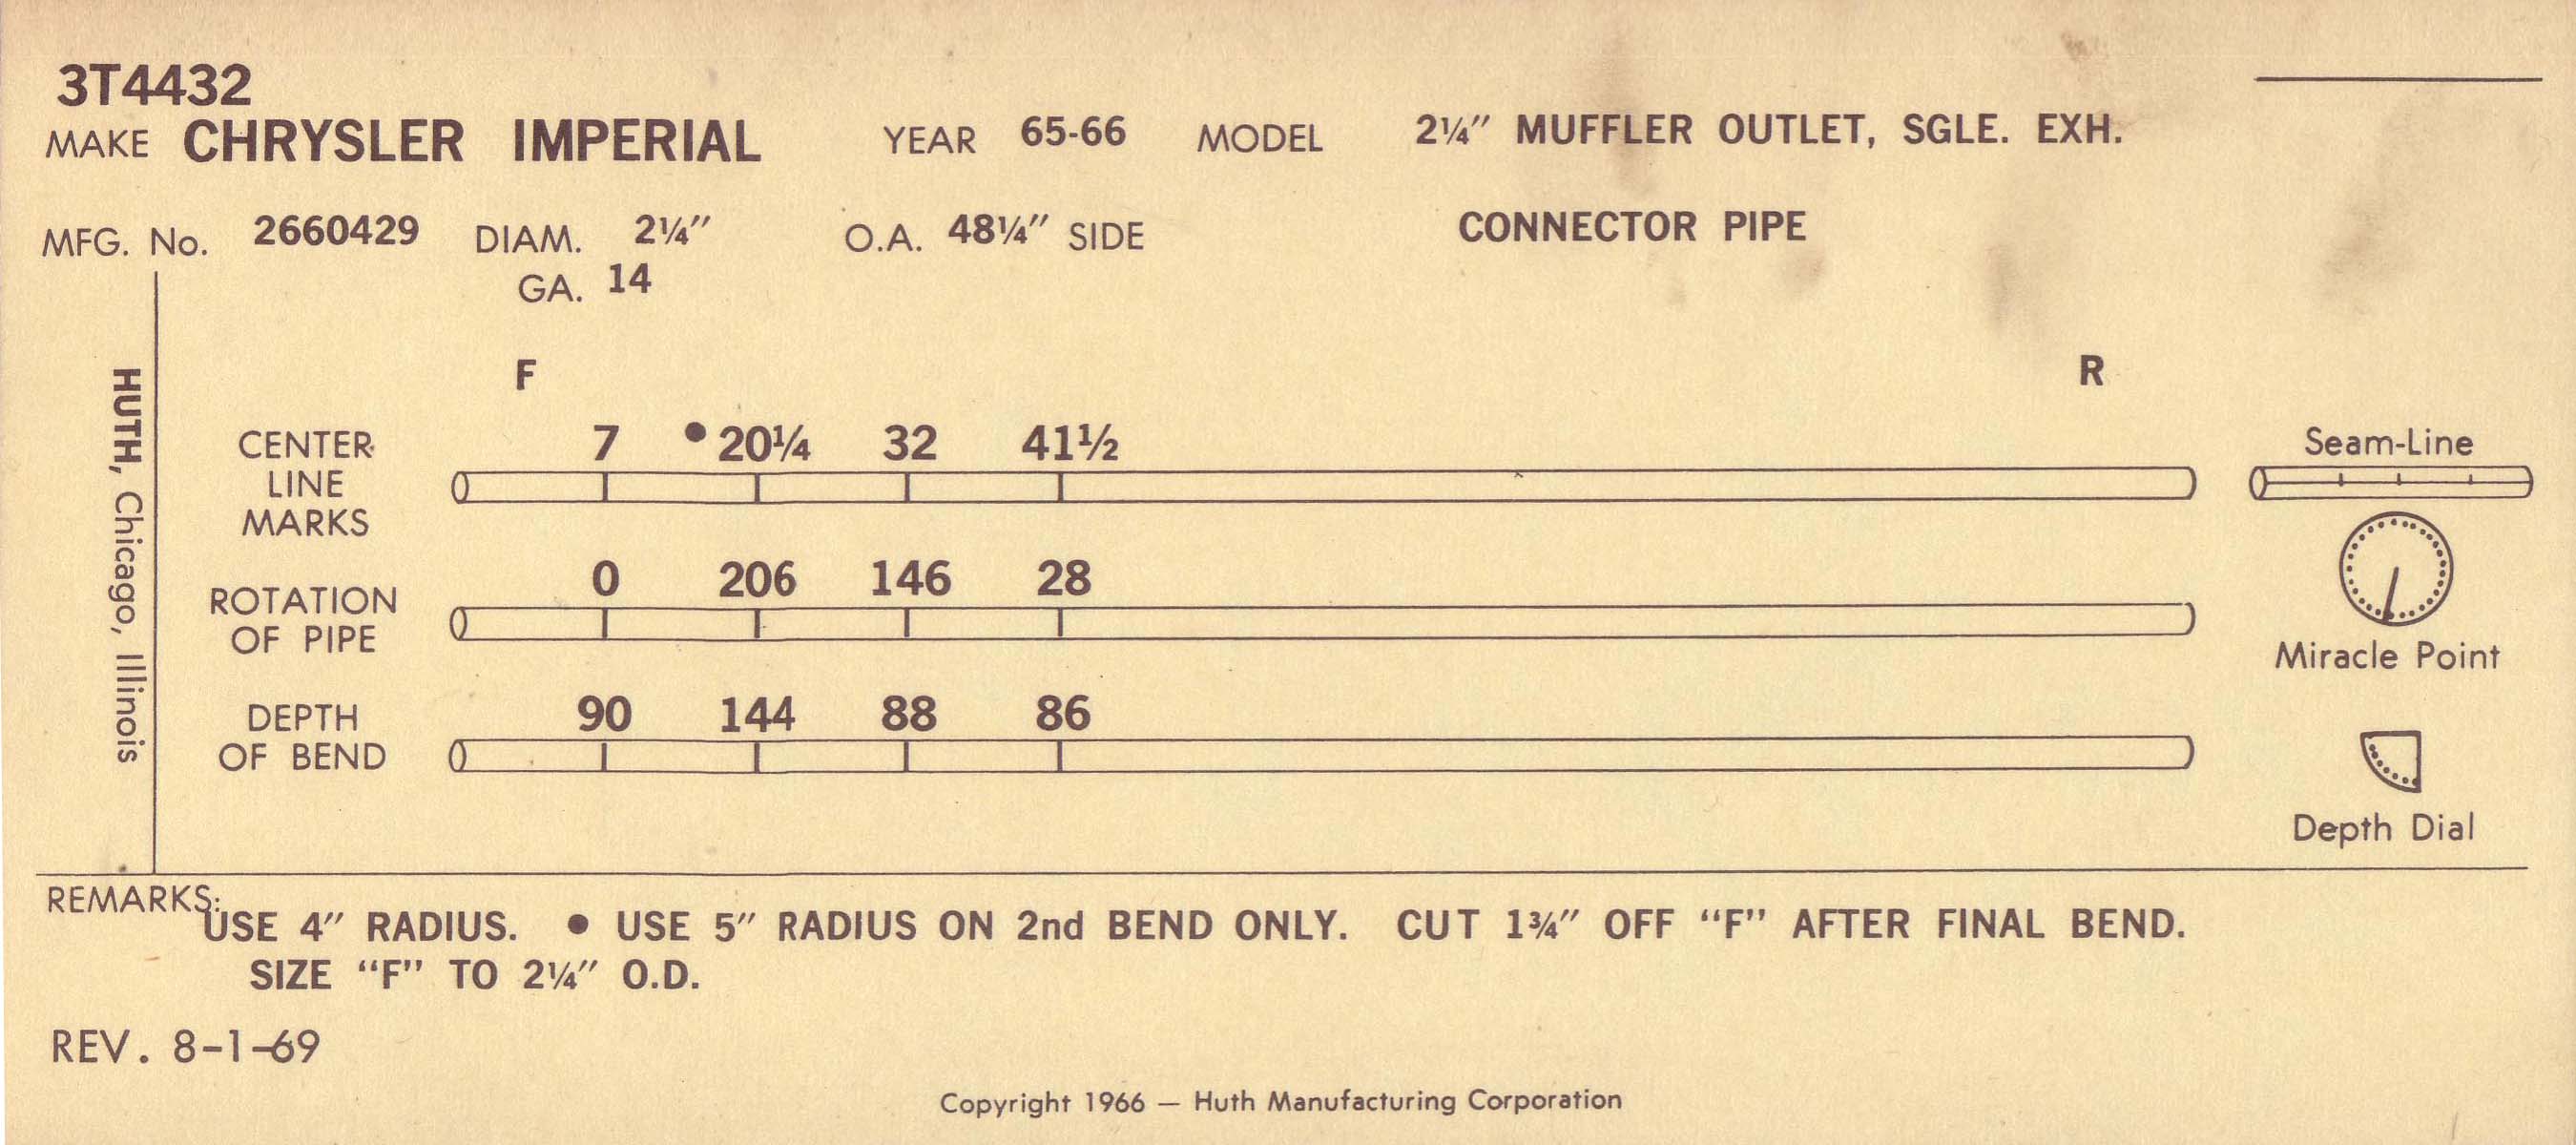 3T4432
MAKE CHRYSLER IMPERIAL YEAR 65-66 MODEL 2¼″ MUFFLER OUTLET, SGLE. EXH.
MFG. No. 2660429 DIAM. 2¼″ O.A. 48¼″ SIDE CONNECTOR PIPE
GA. 14
HUTH, Chicago, Illinois
F R
CENTER LINE MARKS 7 •20¼ 32 41½ Seam-Line
ROTATION OF PIPE 0 206 146 28 Miracle Point
DEPTH OF BEND 90 144 88 86 Depth Dial
REMARKS: USE 4″ RADIUS. • USE 5″ RADIUS ON 2nd BEND ONLY. CUT 1¾″ OFF “F” AFTER FINAL BEND.
SIZE “F” TO 2¼″ O.D.
REV. 8-1-69
Copyright 1966 — Huth Manufacturing Corporation